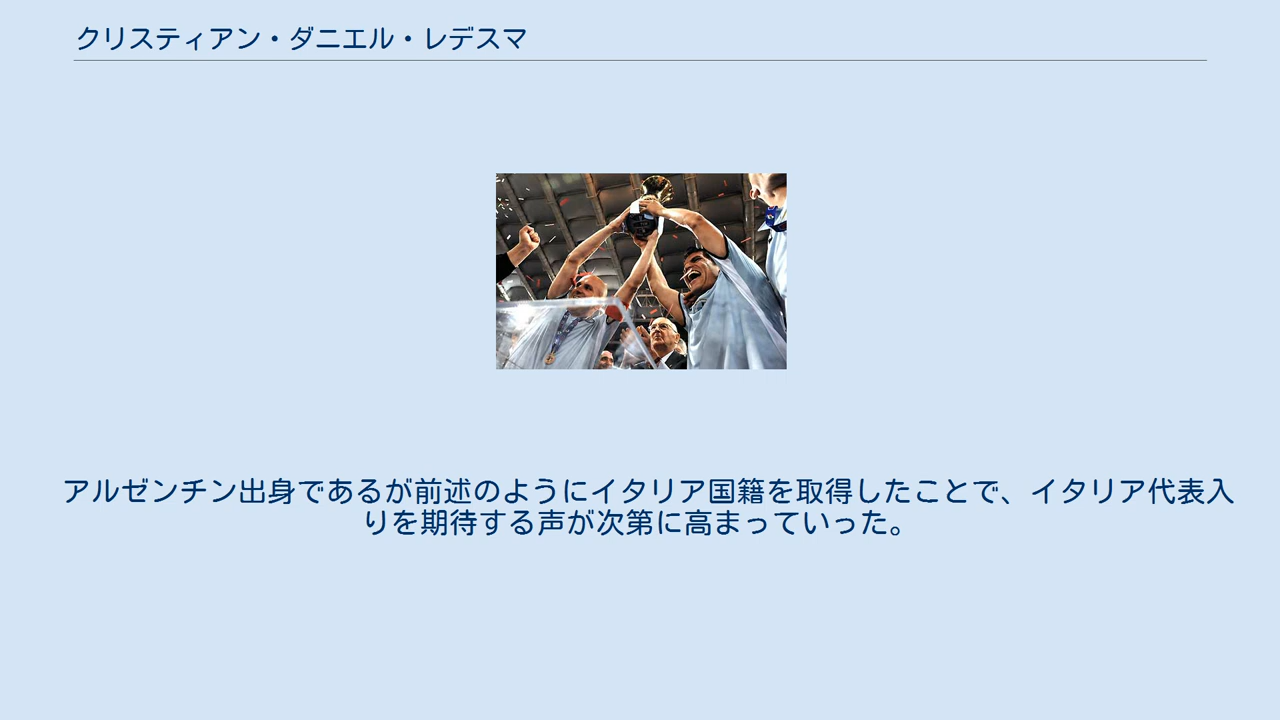 クリスティアン・ダニエル・レデスマ
アルゼンチン出身であるが前述のようにイタリア国籍を取得したことで、イタリア代表入
りを期待する声が次第に高まっていった。